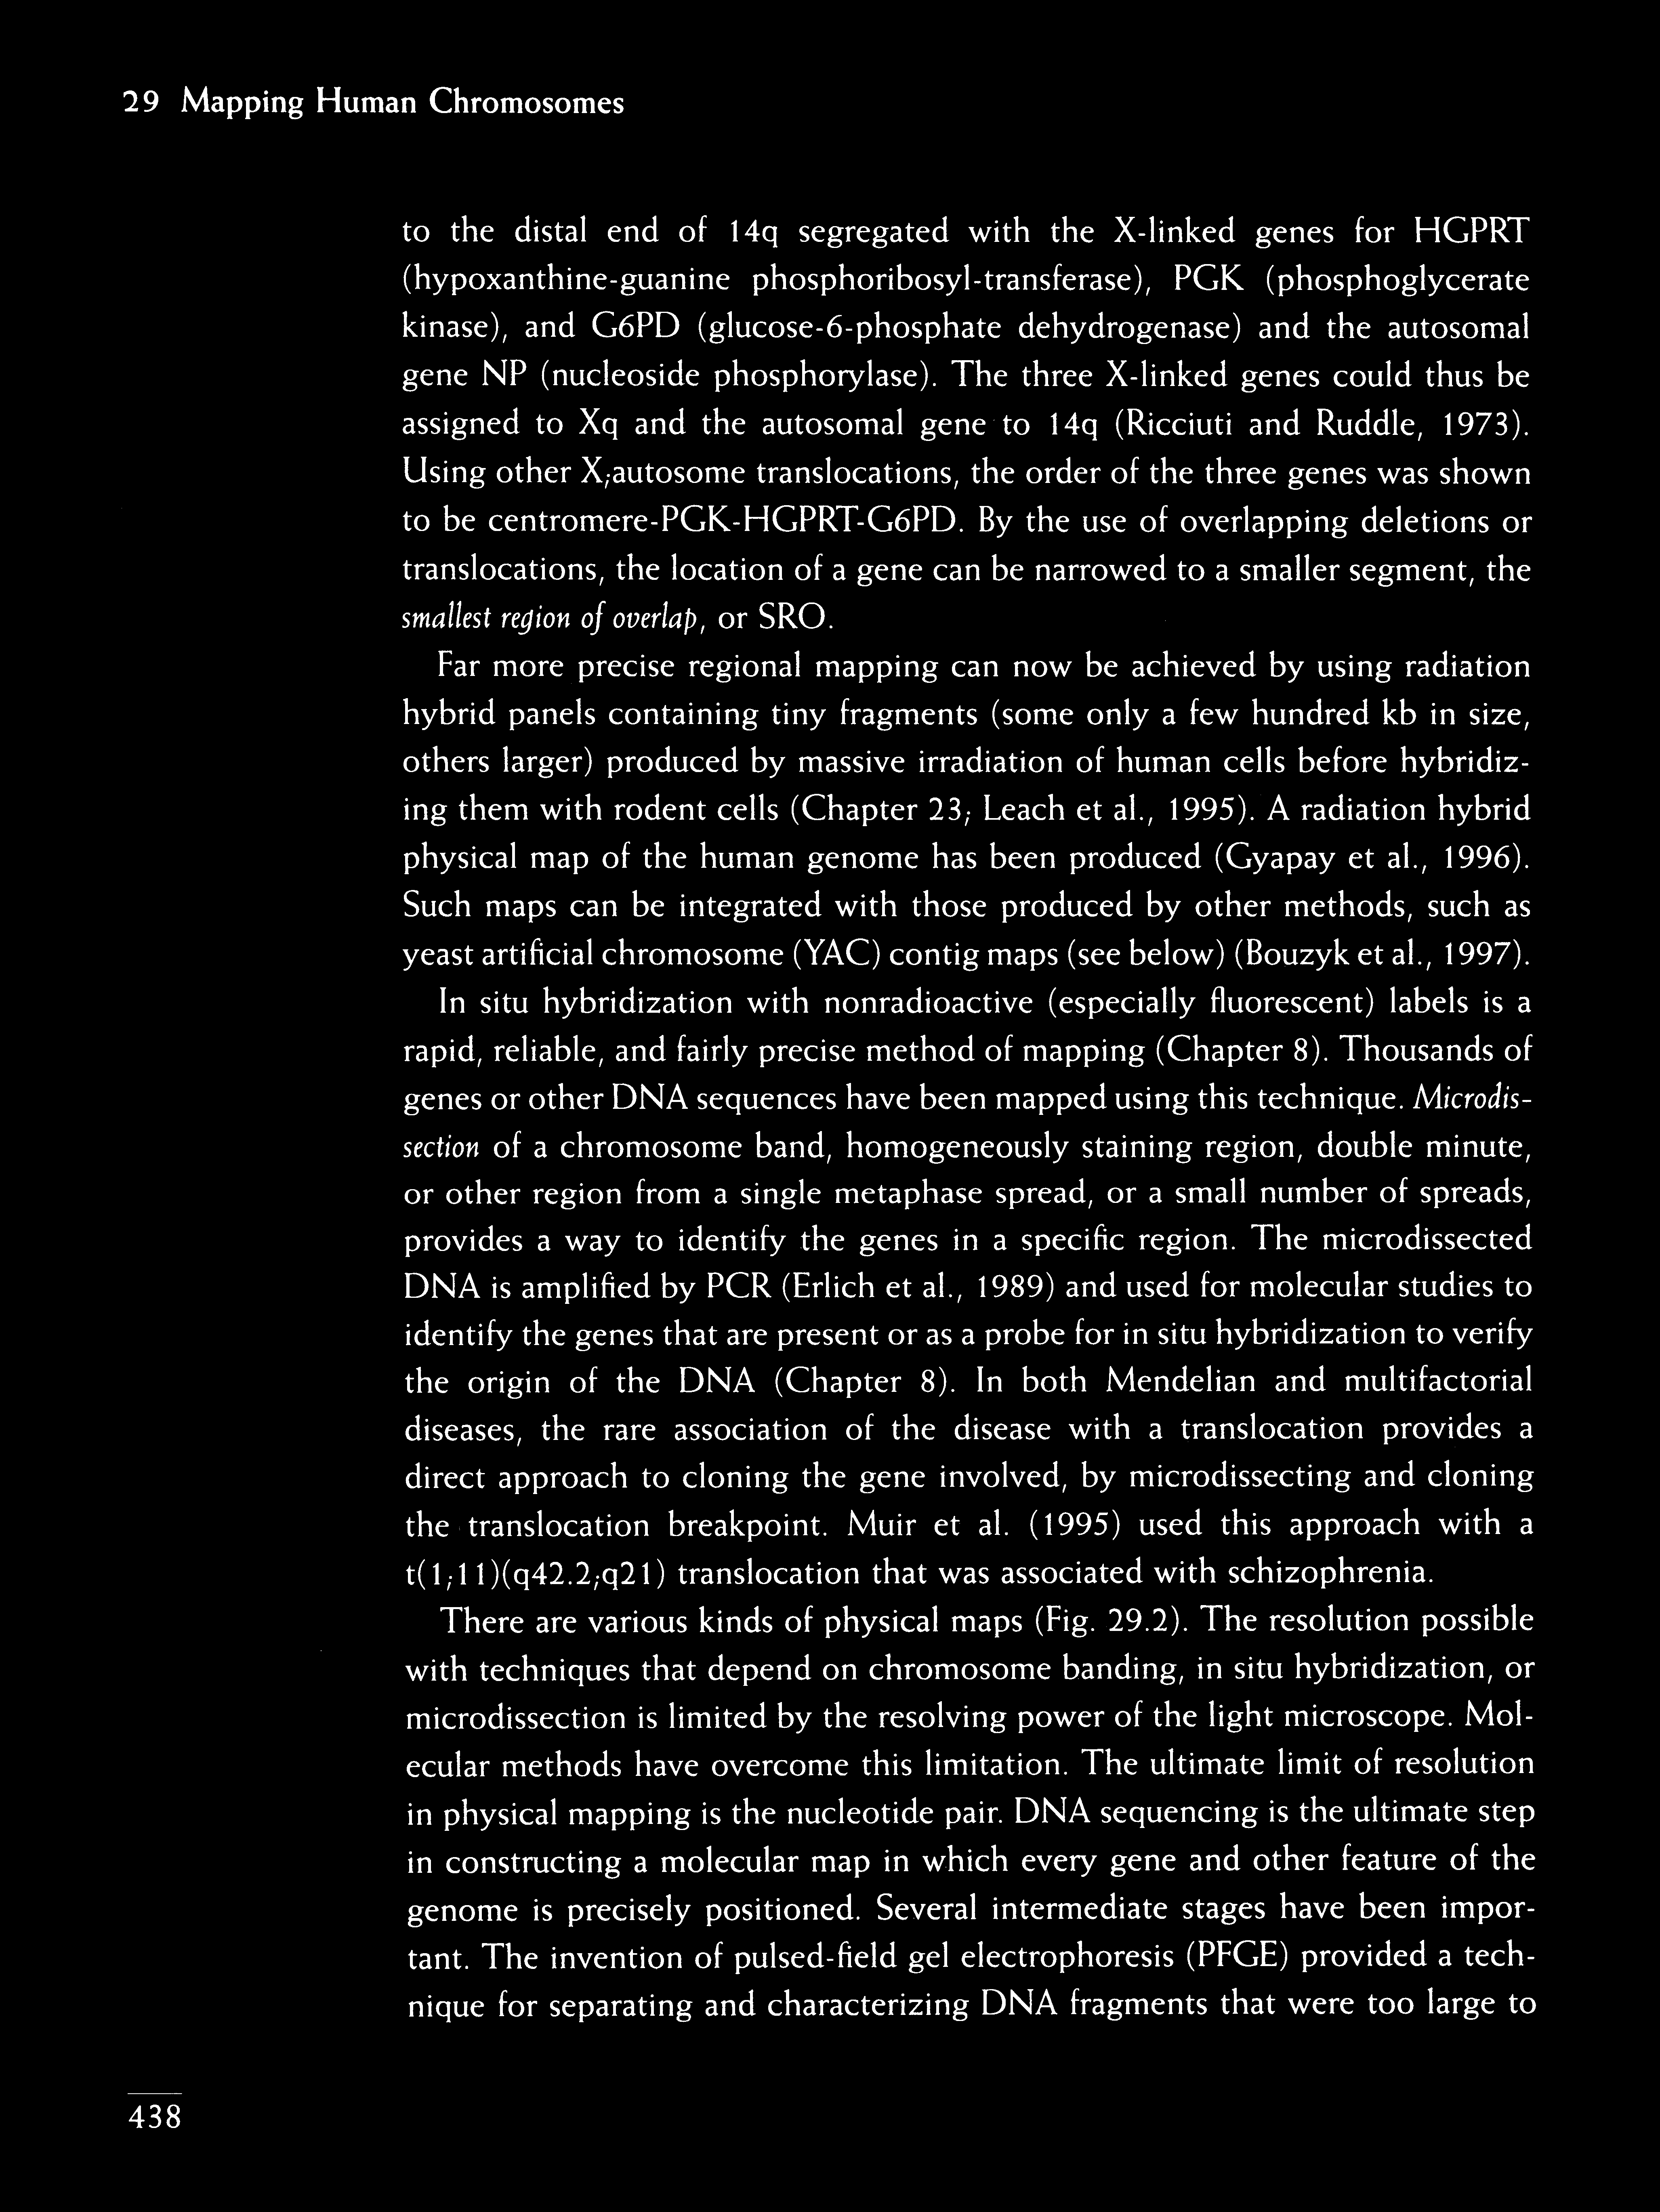 29 Mapping Human Chromosomes
to the distal end of 14q segregated with the X-linked genes for HGPRT
(hypoxanthine-guanine phosphoribosyl-transferase), PGK (phosphoglycerate
kinase), and G6PD (glucose-6-phosphate dehydrogenase) and the autosomal
gene NP (nucleoside phosphorylase). The three X-linked genes could thus be
assigned to Xq and the autosomal gene to 14q (Ricciuti and Ruddle, 1973).
Using other X;autosome translocations, the order of the three genes was shown
to be centromere-PGK-HGPRT-G6PD. By the use of overlapping deletions or
translocations, the location of a gene can be narrowed to a smaller segment, the
smallest region of overlap, or SRO.
Far more precise regional mapping can now be achieved by using radiation
hybrid panels containing tiny fragments (some only a few hundred kb in size,
others larger) produced by massive irradiation of human cells before hybridiz-
ing them with rodent cells (Chapter 23; Leach et al., 1995). A radiation hybrid
physical map of the human genome has been produced (Gyapay et al., 1996).
Such maps can be integrated with those produced by other methods, such as
yeast artificial chromosome (YAC) contig maps (see below) (Bouzyk et al., 1997).
In situ hybridization with nonradioactive (especially fluorescent) labels is a
rapid, reliable, and fairly precise method of mapping (Chapter 8). Thousands of
genes or other DNA sequences have been mapped using this technique. Microdis-
section of a chromosome band, homogeneously staining region, double minute,
or other region from a single metaphase spread, or a small number of spreads,
provides a way to identify the genes in a specific region. The microdissected
DNA is amplified by PCR (Erlich et al., 1989) and used for molecular studies to
identify the genes that are present or as a probe for in situ hybridization to verify
the origin of the DNA (Chapter 8). In both Mendelian and multifactorial
diseases, the rare association of the disease with a translocation provides a
direct approach to cloning the gene involved, by microdissecting and cloning
the translocation breakpoint. Muir et al. (1995) used this approach with a
t(1;11)(q42.2;q21) translocation that was associated with schizophrenia.
There are various kinds of physical maps (Fig. 29.2). The resolution possible
with techniques that depend on chromosome banding, in situ hybridization, or
microdissection is limited by the resolving power of the light microscope. Mol-
ecular methods have overcome this limitation. The ultimate limit of resolution
in physical mapping is the nucleotide pair. DNA sequencing is the ultimate step
in constructing a molecular map in which every gene and other feature of the
genome is precisely positioned. Several intermediate stages have been impor-
tant. The invention of pulsed-field gel electrophoresis (PFGE) provided a tech-
nique for separating and characterizing DNA fragments that were too large to
438